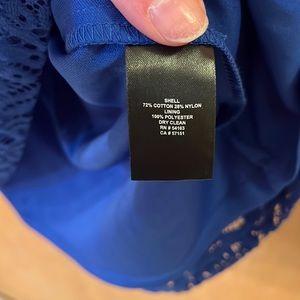 SHELL
72% COTTON 28% NYLON
LINING
100% POLYESTER
DRY CLEAN
RN # 54163
CA # 57151